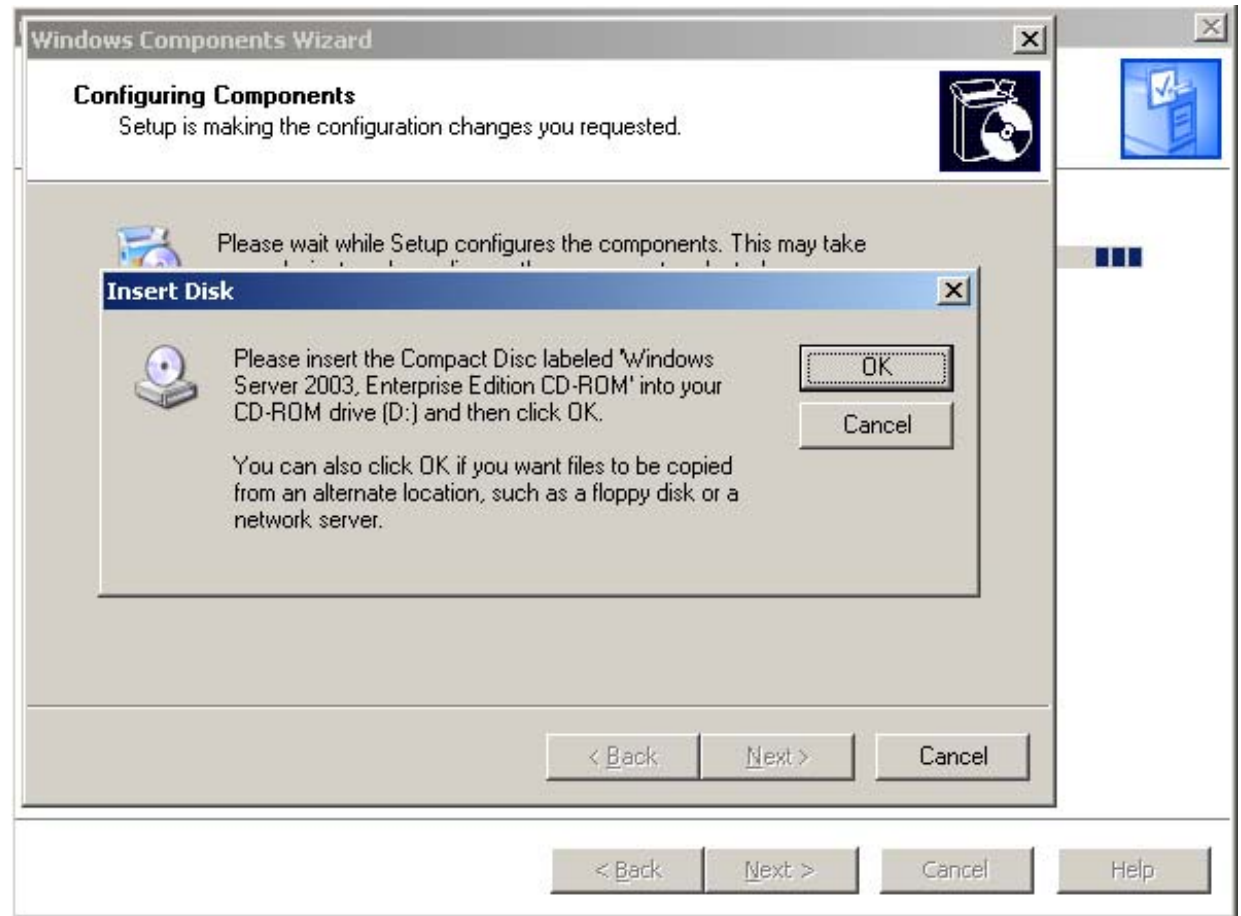 Windows Components Wizard
Configuring Components
Setup is making the configuration changes you requested.
Please wait while Setup configures the components. This may take
Insert Disk
Please insert the Compact Disc labeled 'Windows
Server 2003, Enterprise Edition CD-ROM' into your
CD-ROM drive (D:) and then click OK.
You can also click OK if you want files to be copied
from an alternate location, such as a floppy disk or a
network server.
OK
Cancel
< Back Next > Cancel
< Back Next > Cancel Help